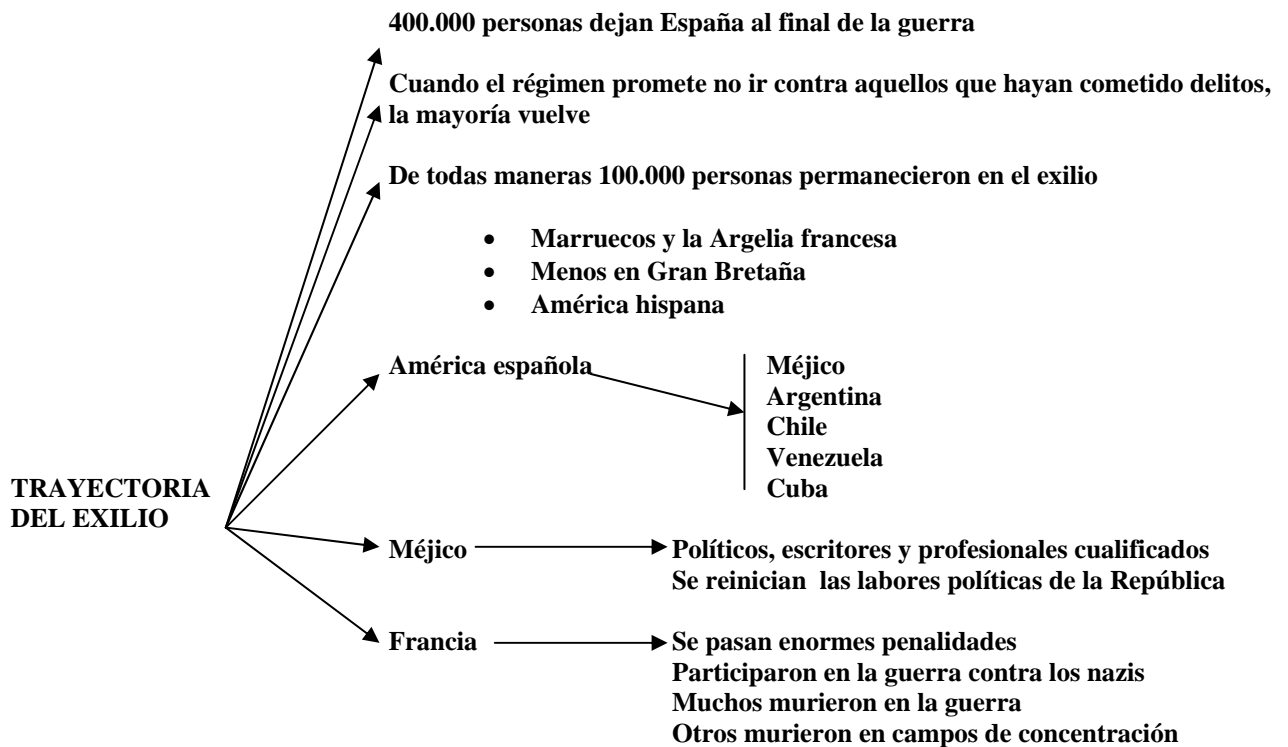 400.000 personas dejan España al final de la guerra
Cuando el régimen promete no ir contra aquellos que hayan cometido delitos,
la mayoría vuelve
De todas maneras 100.000 personas permanecieron en el exilio
• Marruecos y la Argelia francesa
• Menos en Gran Bretaña
• América hispana
América española
Méjico
Argentina
Chile
Venezuela
Cuba
TRAYECTORIA
DEL EXILIO
Méjico
Políticos, escritores y profesionales cualificados
Se reinician las labores políticas de la República
Francia
Se pasan enormes penalidades
Participaron en la guerra contra los nazis
Muchos murieron en la guerra
Otros murieron en campos de concentración